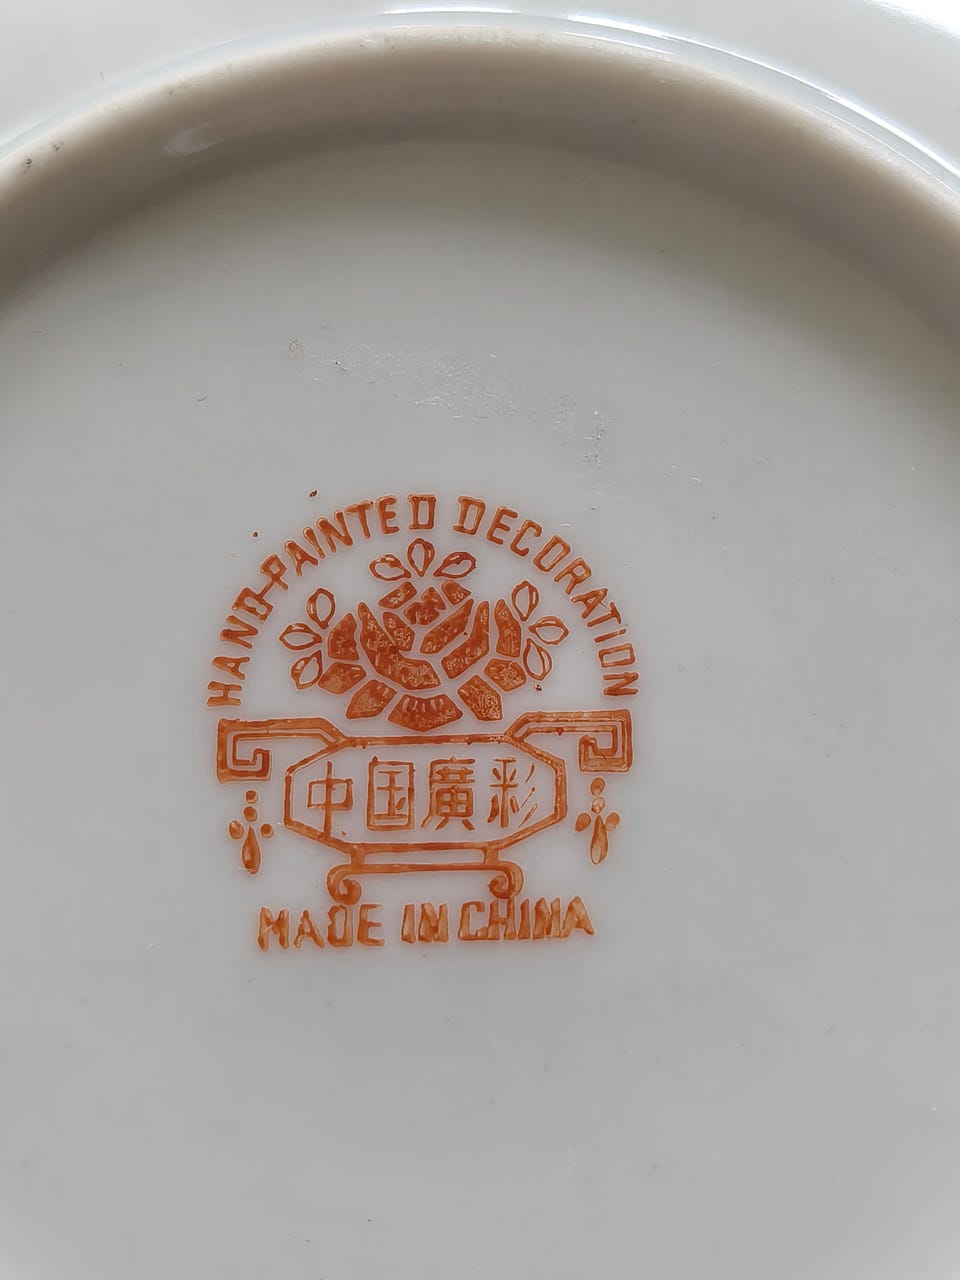 HAND-PAINTED DECORATION
中国廣彩
MADE IN CHINA